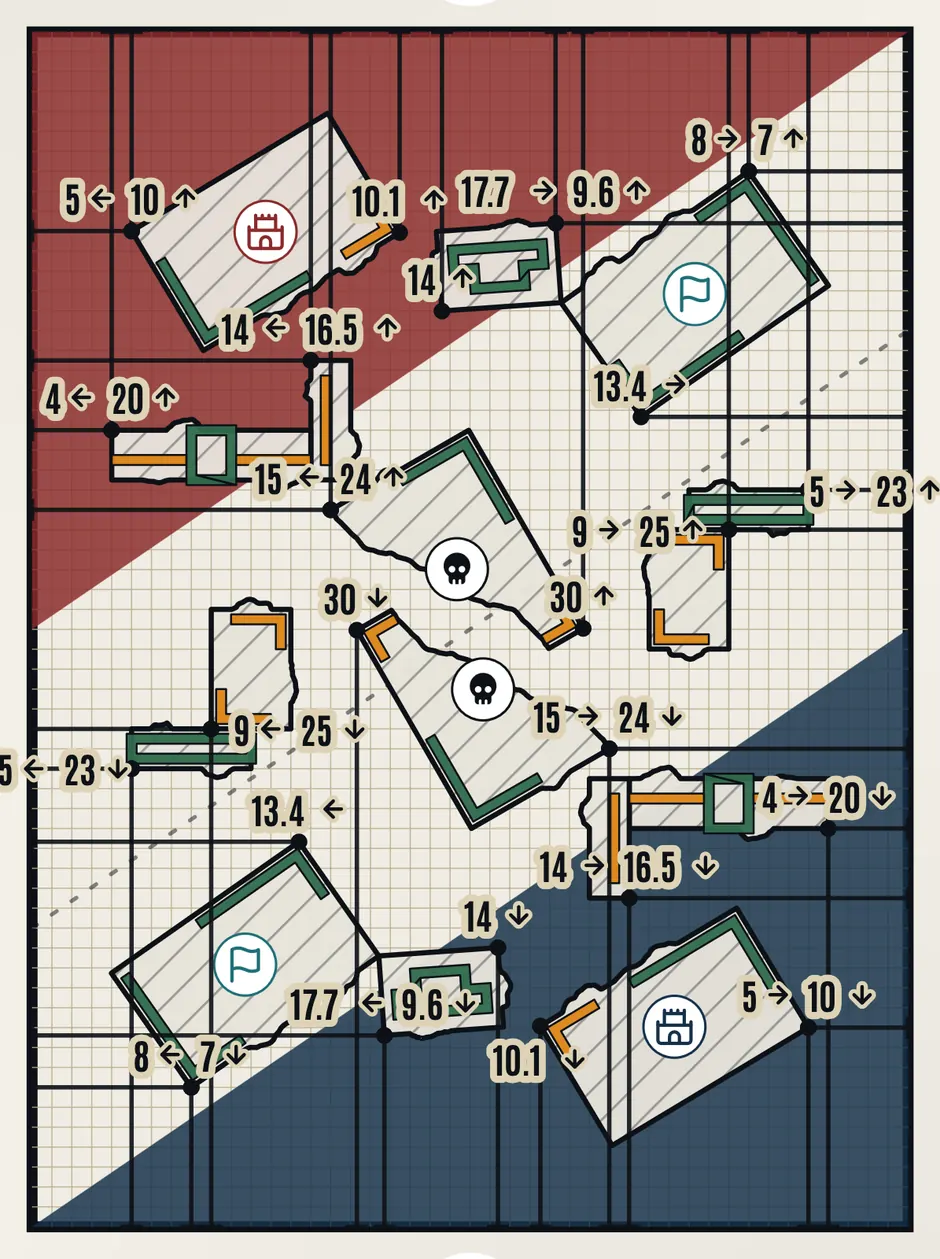 8→ 7↑
5← 10↑
10.1 ↑
17.7 → 9.6↑
14 ↑
14 ← 16.5 ↑
13.4 →
4← 20↑
15 ← 24↑
5→ 23↑
9 → 25↑
30↓
30 ↑
15 → 24↓
9← 25↓
5← 23↓
13.4 ←
4→ 20↓
14 → 16.5 ↓
14 ↓
17.7 ← 9.6↓
5→ 10↓
8← 7↓
10.1 ↓